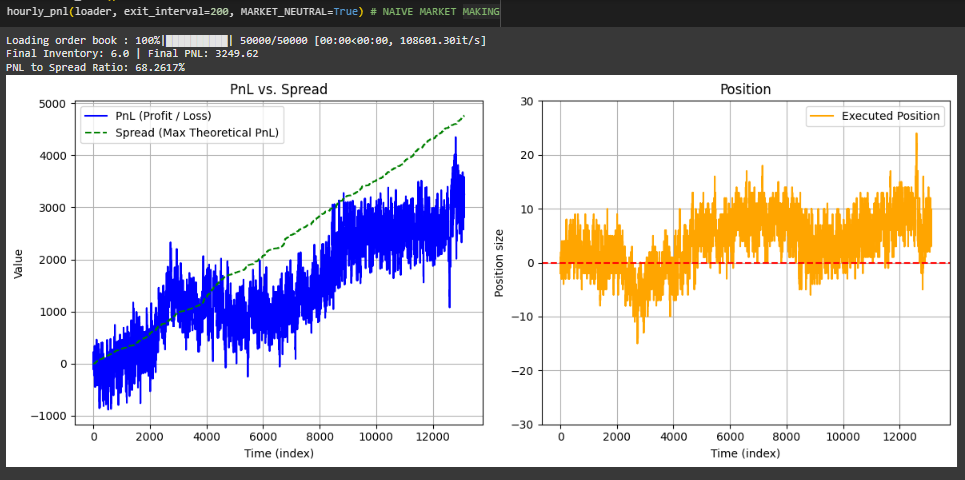 hourly_pnl(loader, exit_interval=200, MARKET_NEUTRAL=True) # NAIVE MARKET MAKING
Loading order book : 100%|██████████| 50000/50000 [00:00<00:00, 108601.30it/s]
Final Inventory: 6.0 | Final PNL: 3249.62
PNL to Spread Ratio: 68.2617%
PnL vs. Spread
PnL (Profit / Loss)
Spread (Max Theoretical PnL)
Value
5000
4000
3000
2000
1000
0
−1000
0 2000 4000 6000 8000 10000 12000
Time (index)
Position
Executed Position
Position size
30
20
10
0
−10
−20
−30
0 2000 4000 6000 8000 10000 12000
Time (index)